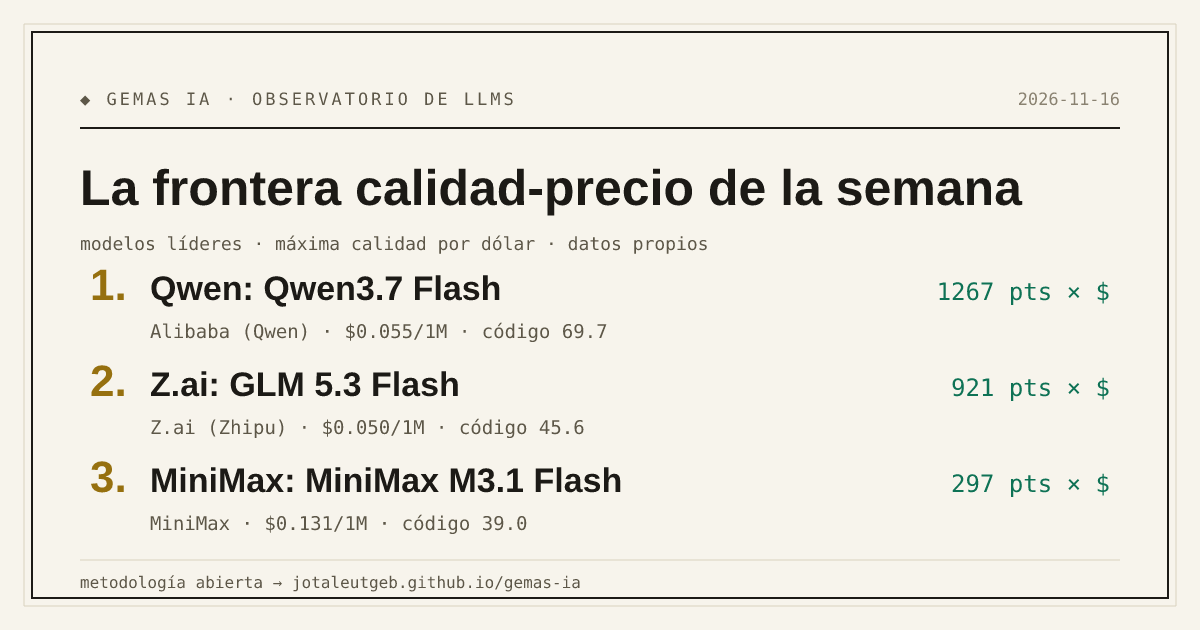 ◆ GEMAS IA · OBSERVATORIO DE LLMS 2026-11-16
La frontera calidad-precio de la semana
modelos líderes · máxima calidad por dólar · datos propios
1. Qwen: Qwen3.7 Flash 1267 pts × $
Alibaba (Qwen) · $0.055/1M · código 69.7
2. Z.ai: GLM 5.3 Flash 921 pts × $
Z.ai (Zhipu) · $0.050/1M · código 45.6
3. MiniMax: MiniMax M3.1 Flash 297 pts × $
MiniMax · $0.131/1M · código 39.0
metodología abierta → jotaleutgeb.github.io/gemas-ia